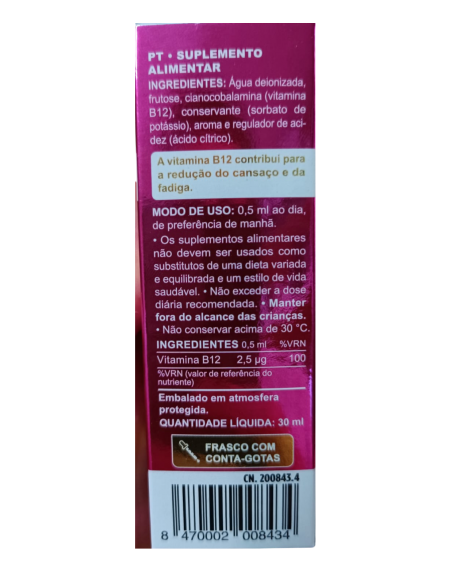 PT • SUPLEMENTO
ALIMENTAR
INGREDIENTES: Água deionizada,
frutose, cianocobalamina (vitamina
B12), conservante (sorbato de
potássio), aroma e regulador de aci-
dez (ácido cítrico).
A vitamina B12 contribui para
a redução do cansaço e da
fadiga.
MODO DE USO: 0,5 ml ao dia,
de preferência de manhã.
• Os suplementos alimentares
não devem ser usados como
substitutos de uma dieta variada
e equilibrada e um estilo de vida
saudável. • Não exceder a dose
diária recomendada. • Manter
fora do alcance das crianças.
• Não conservar acima de 30 °C.
INGREDIENTES 0,5 ml %VRN
Vitamina B12 2,5 µg 100
%VRN (valor de referência do
nutriente)
Embalado em atmosfera
protegida.
QUANTIDADE LÍQUIDA: 30 ml
FRASCO COM
CONTA-GOTAS
CN. 200843.4
8 470002 008434